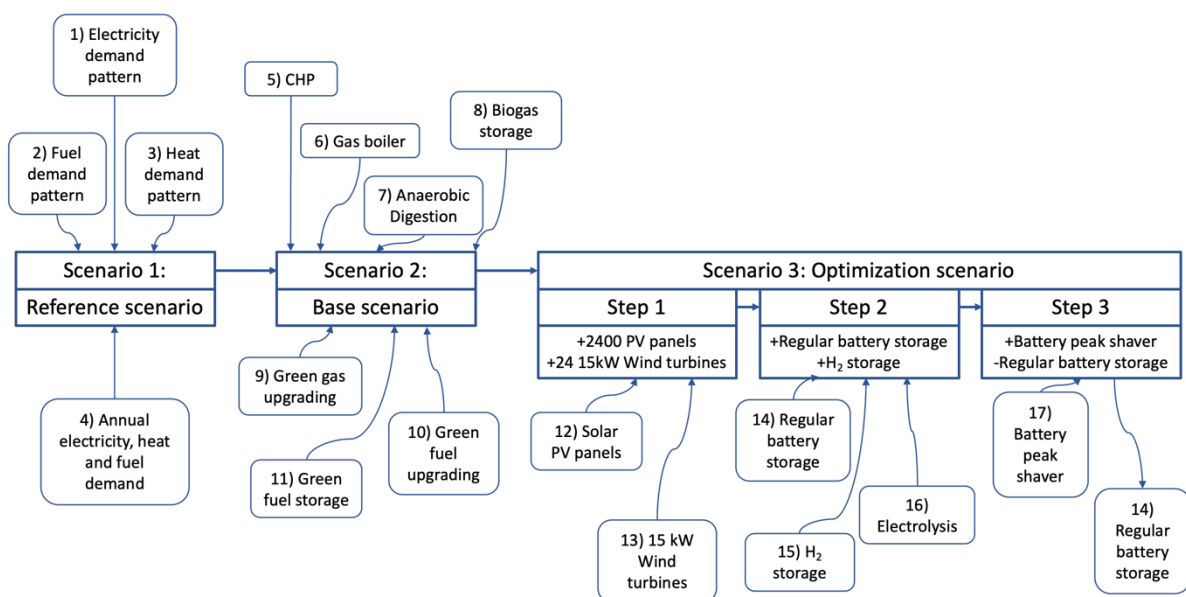 1) Electricity
demand
pattern
2) Fuel
demand
pattern
3) Heat
demand
pattern
5) CHP
6) Gas boiler
7) Anaerobic
Digestion
8) Biogas
storage
Scenario 1:
Reference scenario
Scenario 2:
Base scenario
Scenario 3: Optimization scenario
Step 1
+2400 PV panels
+24 15kW Wind turbines
Step 2
+Regular battery storage
+H₂ storage
Step 3
+Battery peak shaver
-Regular battery storage
4) Annual
electricity, heat
and fuel
demand
9) Green gas
upgrading
11) Green
fuel storage
10) Green
fuel
upgrading
12) Solar
PV panels
13) 15 kW
Wind
turbines
14) Regular
battery
storage
15) H₂
storage
16)
Electrolysis
17)
Battery
peak
shaver
14)
Regular
battery
storage